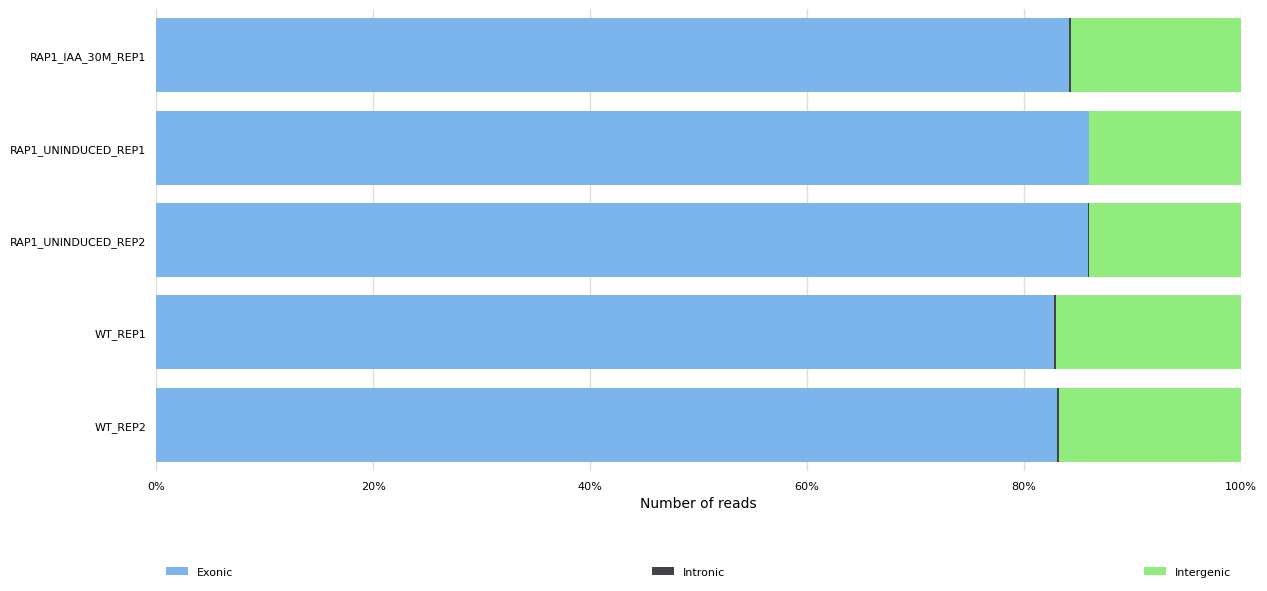 RAP1_IAA_30M_REP1
RAP1_UNINDUCED_REP1
RAP1_UNINDUCED_REP2
WT_REP1
WT_REP2
0% 20% 40% 60% 80% 100%
Number of reads
Exonic Intronic Intergenic